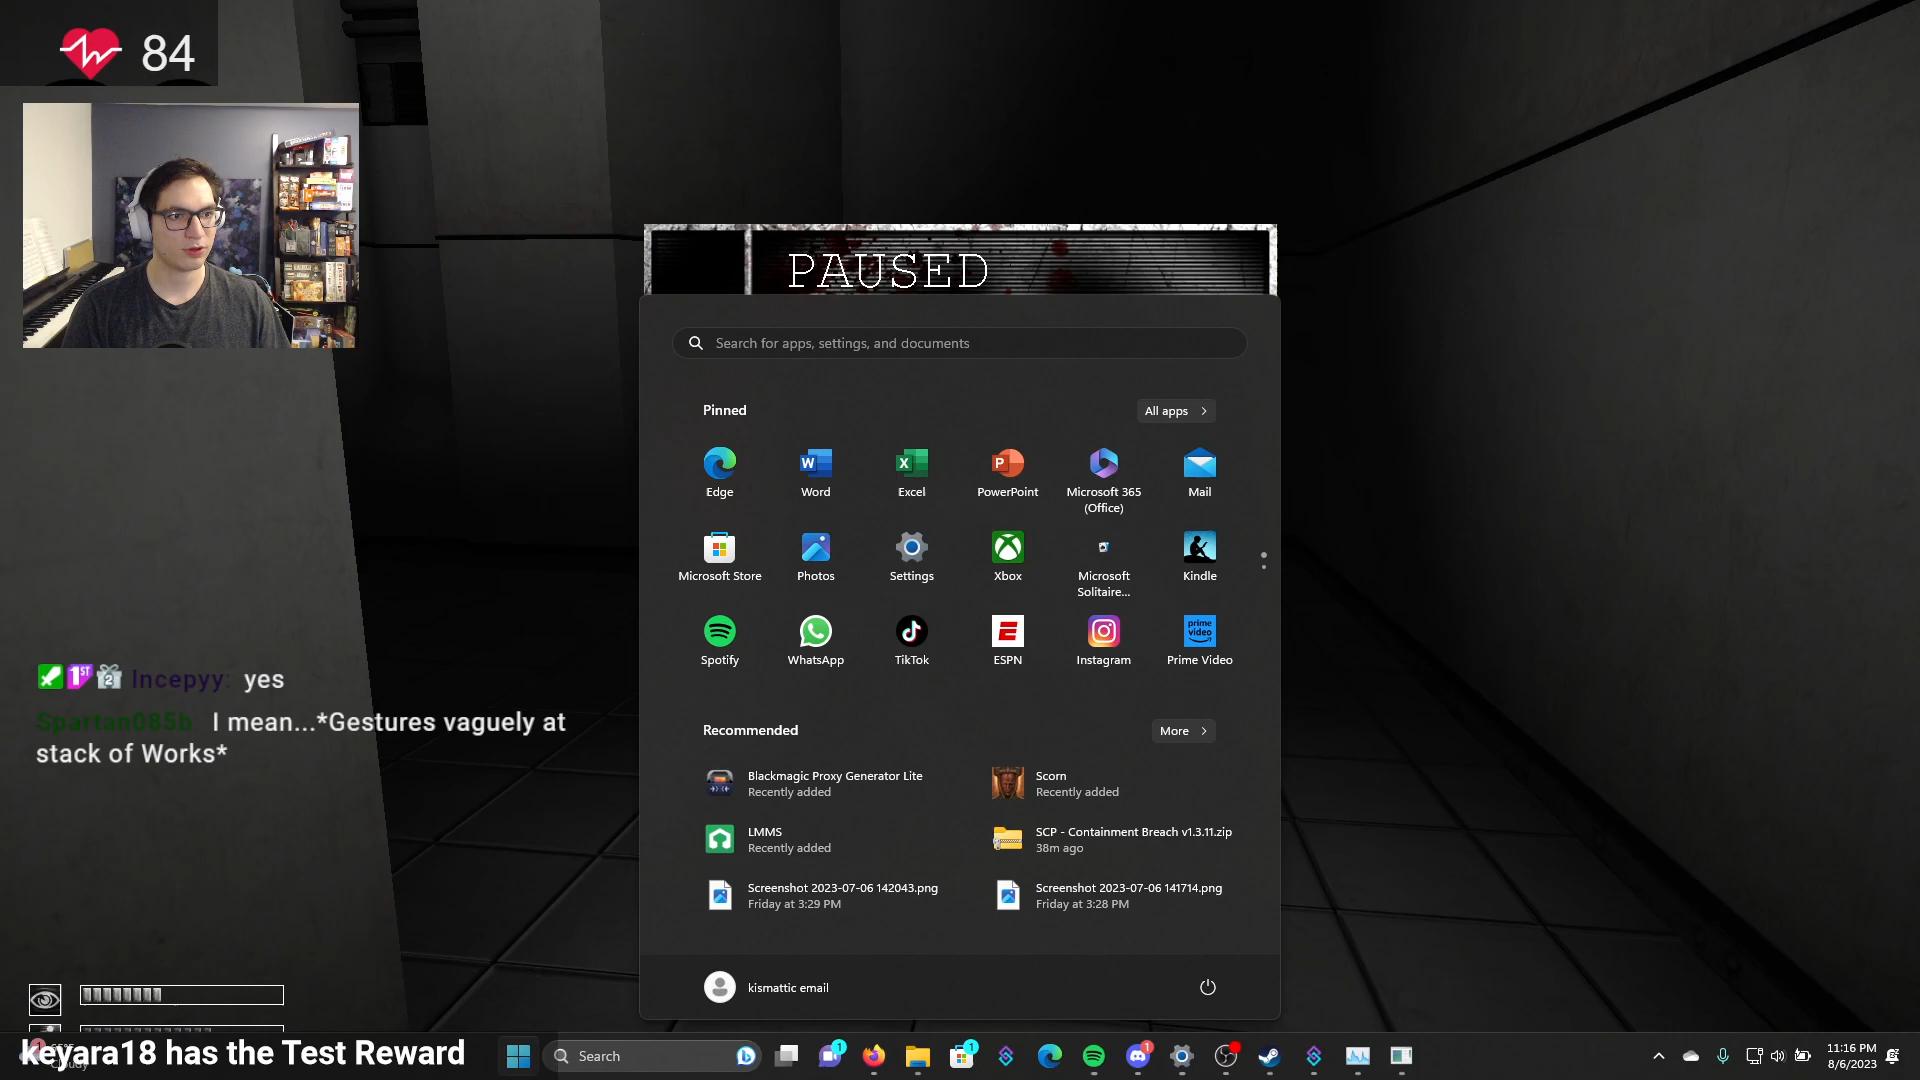 84
PAUSED
Search for apps, settings, and documents
Pinned
All apps
Edge
Word
Excel
PowerPoint
Microsoft 365
(Office)
Mail
Microsoft Store
Photos
Settings
Xbox
Microsoft
Solitaire...
Kindle
Spotify
WhatsApp
TikTok
ESPN
Instagram
Prime Video
Incepyy: yes
Spartan085b I mean...*Gestures vaguely at
stack of Works*
Recommended
More
Blackmagic Proxy Generator Lite
Recently added
Scorn
Recently added
LMMS
Recently added
SCP - Containment Breach v1.3.11.zip
38m ago
Screenshot 2023-07-06 142043.png
Friday at 3:29 PM
Screenshot 2023-07-06 141714.png
Friday at 3:28 PM
kismattic email
keyara18 has the Test Reward
Search
11:16 PM
8/6/2023